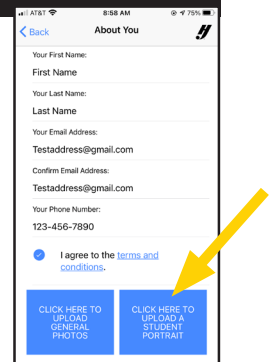 AT&T 8:58 AM 75%
Back About You
Your First Name:
First Name
Your Last Name:
Last Name
Your Email Address:
Testaddress@gmail.com
Confirm Email Address:
Testaddress@gmail.com
Your Phone Number:
123-456-7890
I agree to the terms and
conditions.
CLICK HERE TO
UPLOAD
GENERAL
PHOTOS
CLICK HERE TO
UPLOAD A
STUDENT
PORTRAIT